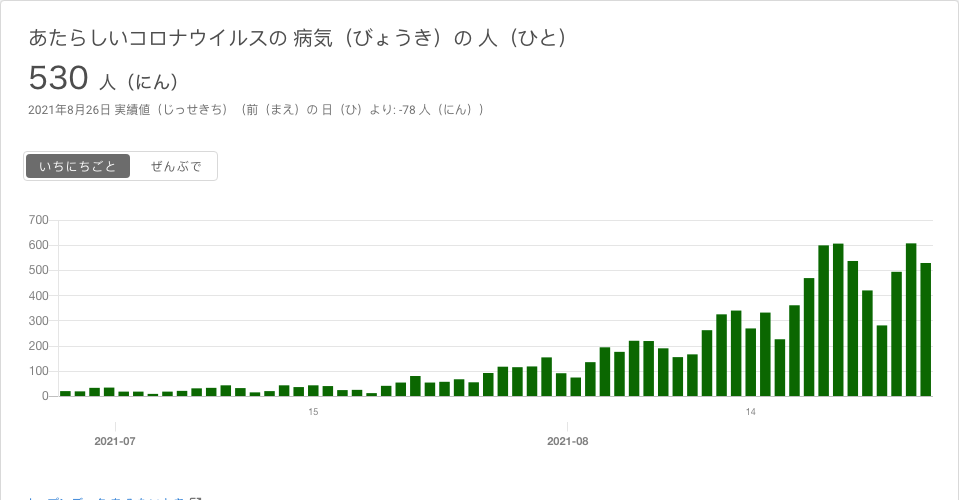 あたらしいコロナウイルスの 病気（びょうき）の 人（ひと）
530 人（にん）
2021年8月26日 実績値（じっせきち）（前（まえ）の 日（ひ）より: -78 人（にん））
いちにちごと ぜんぶで
700
600
500
400
300
200
100
0
15 14
2021-07 2021-08